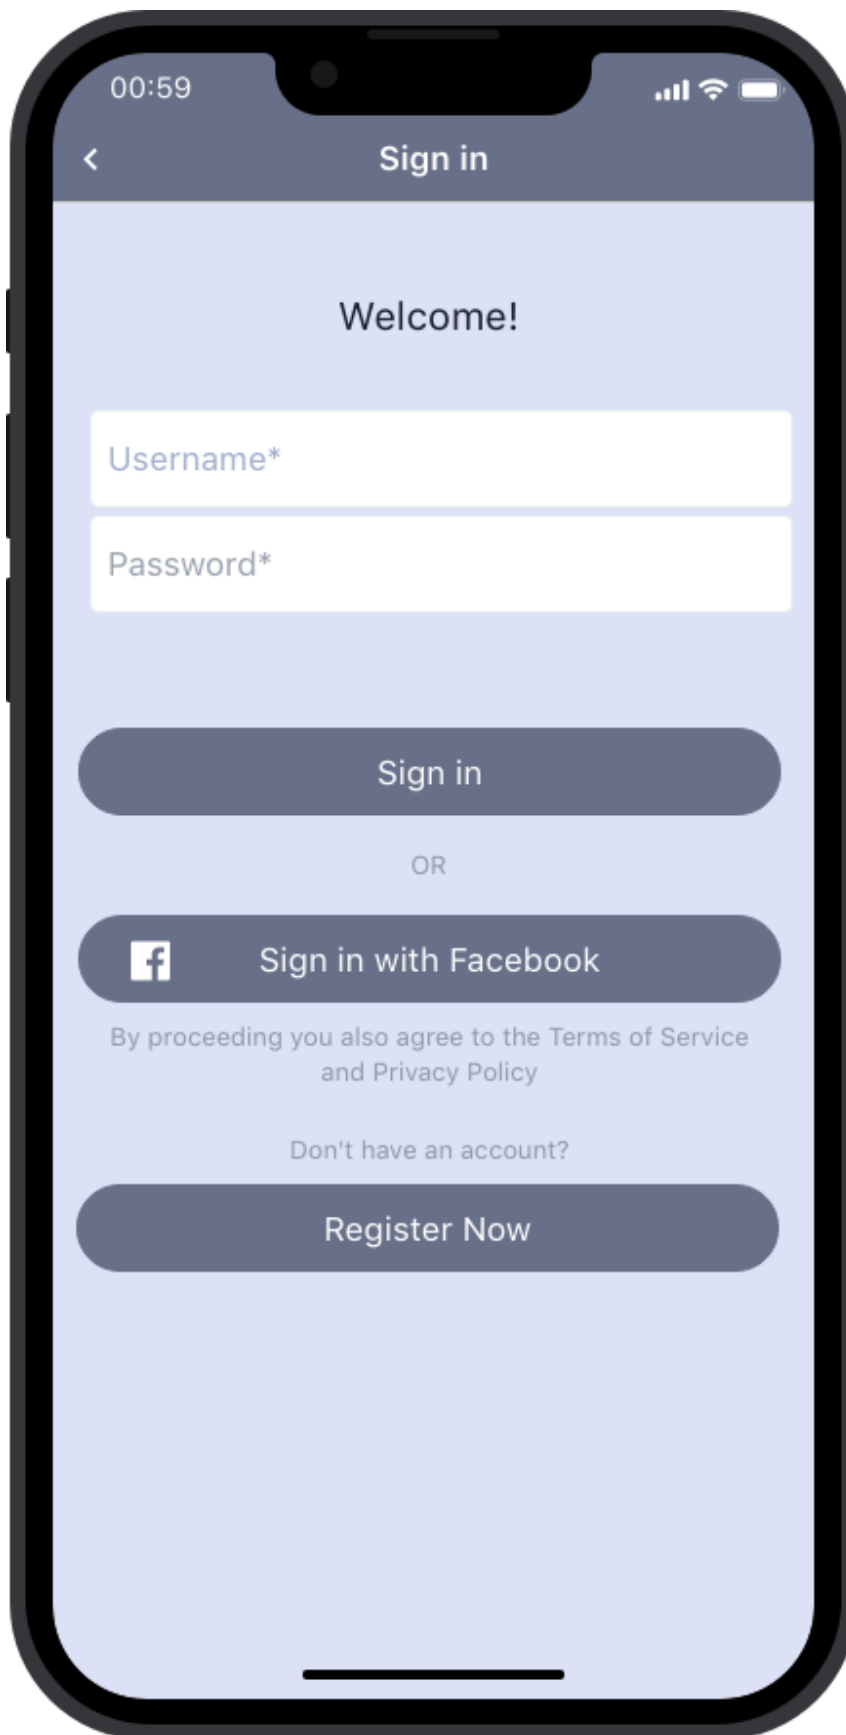 00:59
Sign in
Welcome!
Username*
Password*
Sign in
OR
Sign in with Facebook
By proceeding you also agree to the Terms of Service
and Privacy Policy
Don't have an account?
Register Now